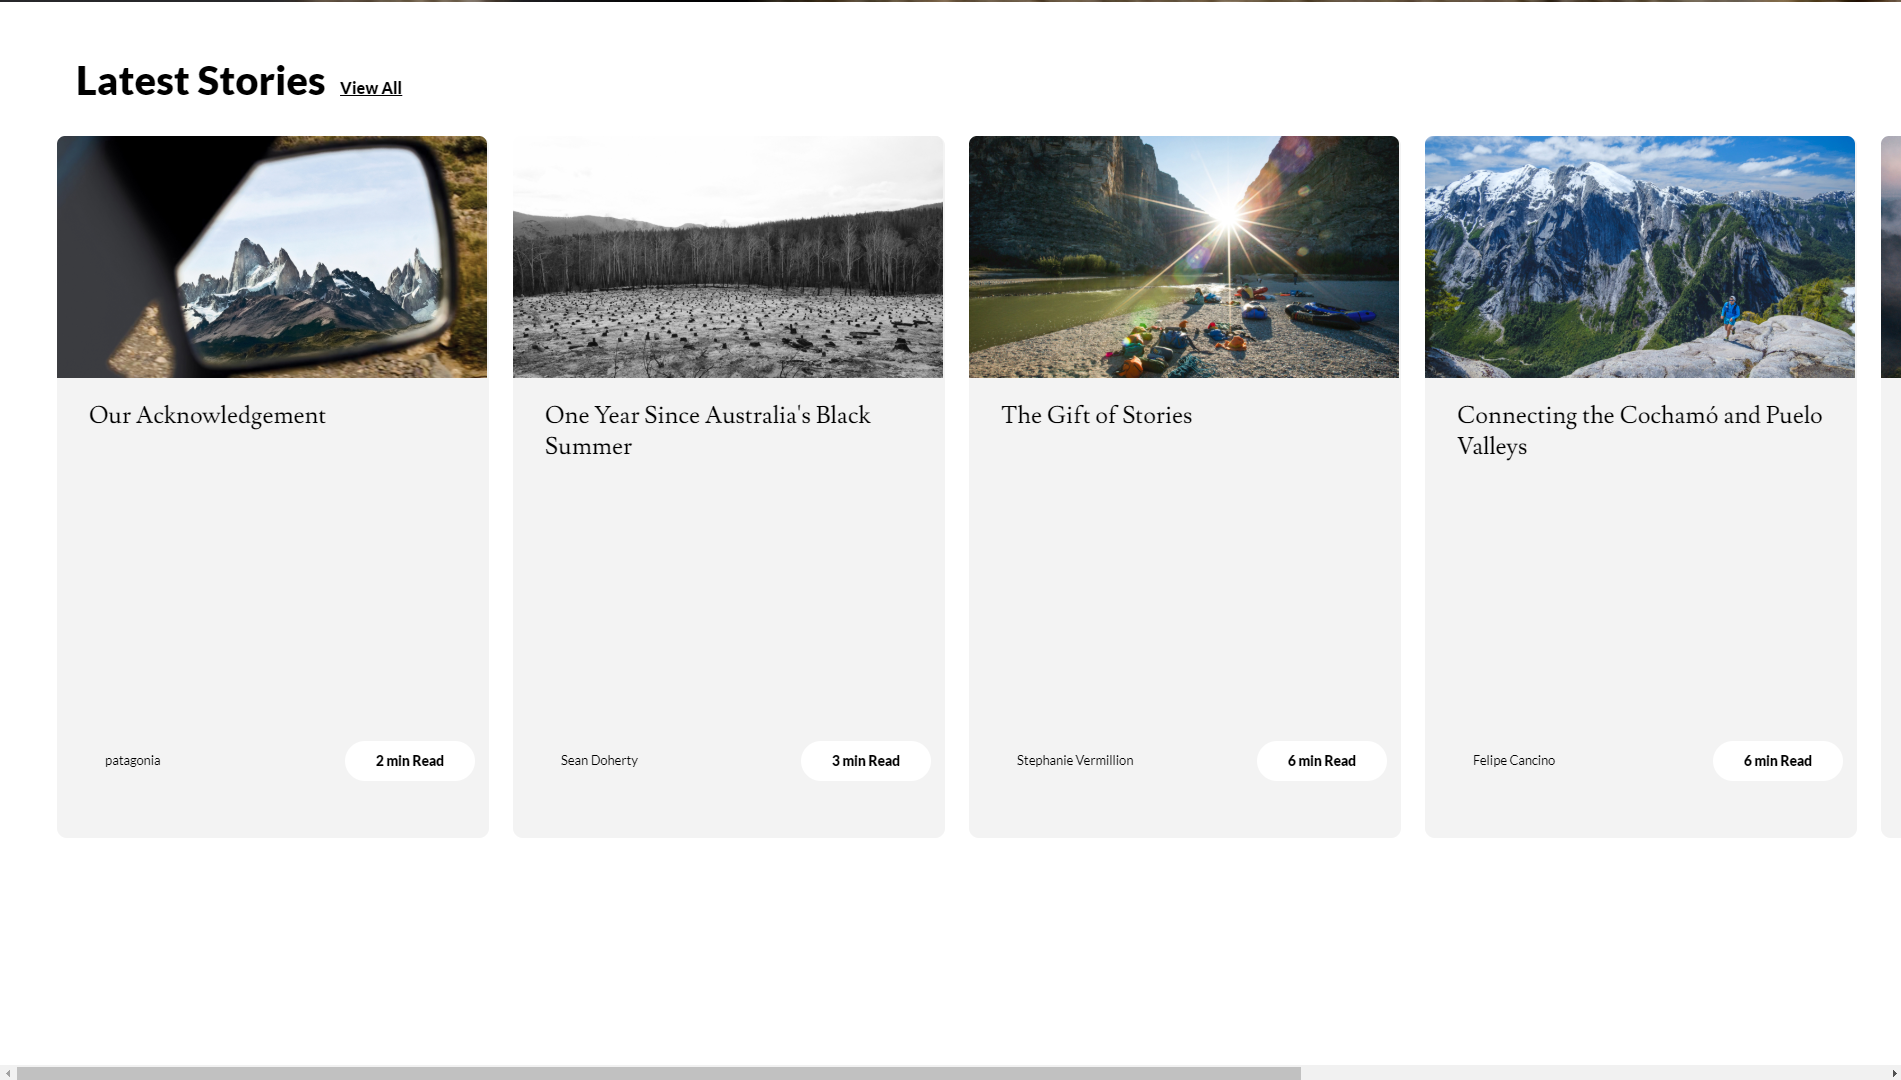 Latest Stories View All
Our Acknowledgement
patagonia 2 min Read
One Year Since Australia's Black
Summer
Sean Doherty 3 min Read
The Gift of Stories
Stephanie Vermillion 6 min Read
Connecting the Cochamó and Puelo
Valleys
Felipe Cancino 6 min Read